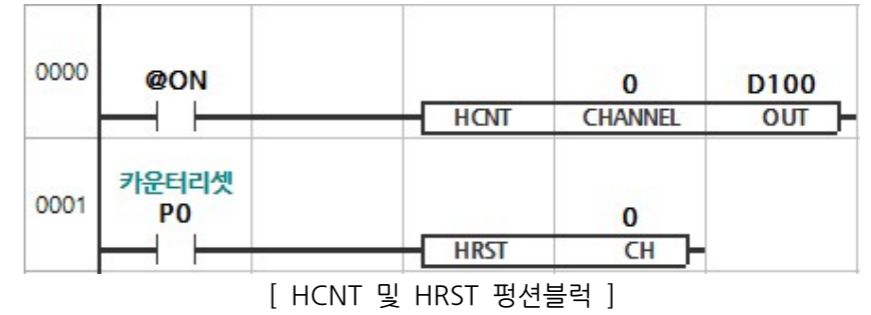 0000
@ON 0 D100
HCNT CHANNEL OUT
카운터리셋
0001
P0 0
HRST CH
[ HCNT 및 HRST 펑션블럭 ]